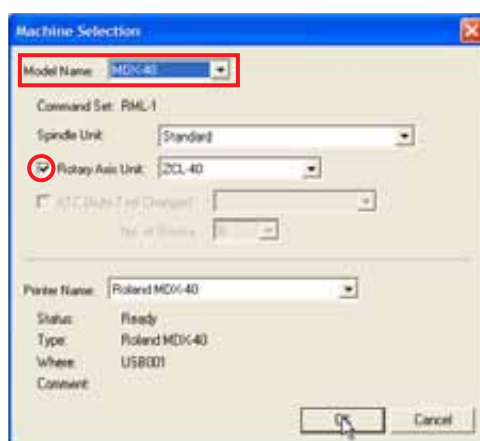 Machine Selection
Model Name: MDX-40
Command Set: RML-1
Spindle Unit: Standard
Rotary Axis Unit: ZCL-40
ATC (Auto Tool Changer)
No. of Stocks:
Printer Name: Roland MDX-40
Status: Ready
Type: Roland MDX-40
Where: USB001
Comment:
OK Cancel